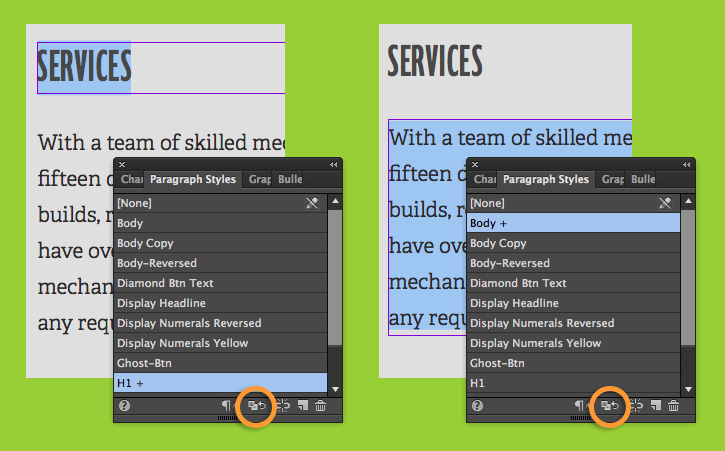 SERVICES
With a team of skilled mec
fifteen
builds, r
have ove
mechan
any requ
Cha Paragraph Styles Grap Bulle
[None]
Body
Body Copy
Body-Reversed
Diamond Btn Text
Display Headline
Display Numerals Reversed
Display Numerals Yellow
Ghost-Btn
H1 +
SERVICES
With a team of skilled me
fifteen
builds, r
have ove
mechan
any requ
Cha Paragraph Styles Grap Bulle
[None]
Body +
Body Copy
Body-Reversed
Diamond Btn Text
Display Headline
Display Numerals Reversed
Display Numerals Yellow
Ghost-Btn
H1